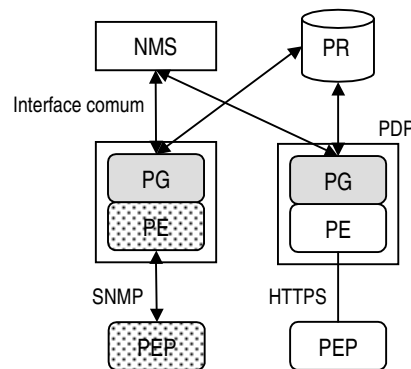 NMS
PR
Interface comum
PDP
PG
PG
PE
PE
SNMP
HTTPS
PEP
PEP